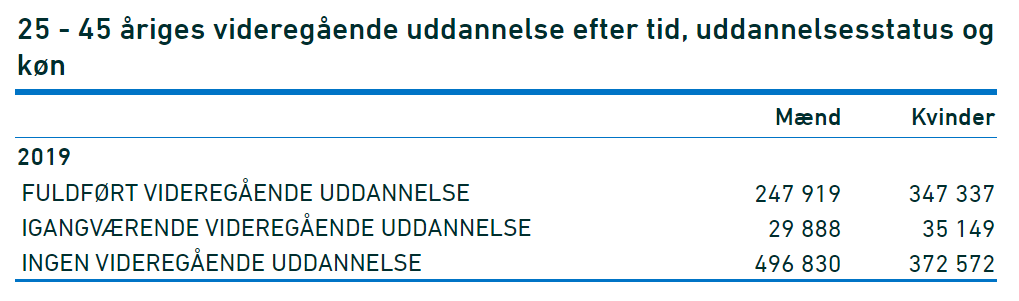 25 - 45 åriges videregående uddannelse efter tid, uddannelsesstatus og
køn
Mænd Kvinder
2019
FULDFØRT VIDEREGÅENDE UDDANNELSE 247 919 347 337
IGANGVÆRENDE VIDEREGÅENDE UDDANNELSE 29 888 35 149
INGEN VIDEREGÅENDE UDDANNELSE 496 830 372 572